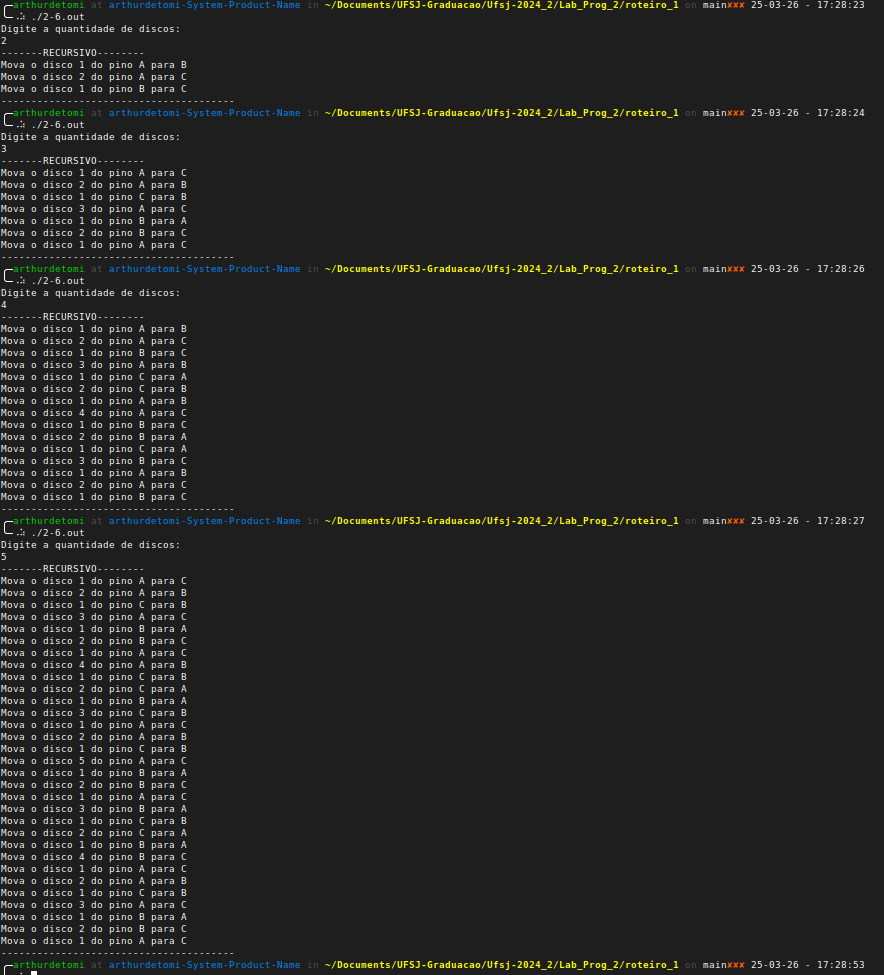 arthurdetomi at arthurdetomi-System-Product-Name in ~/Documents/UFSJ-Graduacao/Ufsj-2024_2/Lab_Prog_2/roteiro_1 on main✘✘✘ 25-03-26 - 17:28:23
./2-6.out
Digite a quantidade de discos:
2
-------RECURSIVO--------
Mova o disco 1 do pino A para B
Mova o disco 2 do pino A para C
Mova o disco 1 do pino B para C
---------------------------------------
arthurdetomi at arthurdetomi-System-Product-Name in ~/Documents/UFSJ-Graduacao/Ufsj-2024_2/Lab_Prog_2/roteiro_1 on main✘✘✘ 25-03-26 - 17:28:24
./2-6.out
Digite a quantidade de discos:
3
-------RECURSIVO--------
Mova o disco 1 do pino A para C
Mova o disco 2 do pino A para B
Mova o disco 1 do pino C para B
Mova o disco 3 do pino A para C
Mova o disco 1 do pino B para A
Mova o disco 2 do pino B para C
Mova o disco 1 do pino A para C
---------------------------------------
arthurdetomi at arthurdetomi-System-Product-Name in ~/Documents/UFSJ-Graduacao/Ufsj-2024_2/Lab_Prog_2/roteiro_1 on main✘✘✘ 25-03-26 - 17:28:26
./2-6.out
Digite a quantidade de discos:
4
-------RECURSIVO--------
Mova o disco 1 do pino A para B
Mova o disco 2 do pino A para C
Mova o disco 1 do pino B para C
Mova o disco 3 do pino A para B
Mova o disco 1 do pino C para A
Mova o disco 2 do pino C para B
Mova o disco 1 do pino A para B
Mova o disco 4 do pino A para C
Mova o disco 1 do pino B para C
Mova o disco 2 do pino B para A
Mova o disco 1 do pino C para A
Mova o disco 3 do pino B para C
Mova o disco 1 do pino A para B
Mova o disco 2 do pino A para C
Mova o disco 1 do pino B para C
---------------------------------------
arthurdetomi at arthurdetomi-System-Product-Name in ~/Documents/UFSJ-Graduacao/Ufsj-2024_2/Lab_Prog_2/roteiro_1 on main✘✘✘ 25-03-26 - 17:28:27
./2-6.out
Digite a quantidade de discos:
5
-------RECURSIVO--------
Mova o disco 1 do pino A para C
Mova o disco 2 do pino A para B
Mova o disco 1 do pino C para B
Mova o disco 3 do pino A para C
Mova o disco 1 do pino B para A
Mova o disco 2 do pino B para C
Mova o disco 1 do pino A para C
Mova o disco 4 do pino A para B
Mova o disco 1 do pino C para B
Mova o disco 2 do pino C para A
Mova o disco 1 do pino B para A
Mova o disco 3 do pino C para B
Mova o disco 1 do pino A para C
Mova o disco 2 do pino A para B
Mova o disco 1 do pino C para B
Mova o disco 5 do pino A para C
Mova o disco 1 do pino B para A
Mova o disco 2 do pino B para C
Mova o disco 1 do pino A para C
Mova o disco 3 do pino B para A
Mova o disco 1 do pino C para B
Mova o disco 2 do pino C para A
Mova o disco 1 do pino B para A
Mova o disco 4 do pino B para C
Mova o disco 1 do pino A para C
Mova o disco 2 do pino A para B
Mova o disco 1 do pino C para B
Mova o disco 3 do pino A para C
Mova o disco 1 do pino B para A
Mova o disco 2 do pino B para C
Mova o disco 1 do pino A para C
---------------------------------------
arthurdetomi at arthurdetomi-System-Product-Name in ~/Documents/UFSJ-Graduacao/Ufsj-2024_2/Lab_Prog_2/roteiro_1 on main✘✘✘ 25-03-26 - 17:28:53